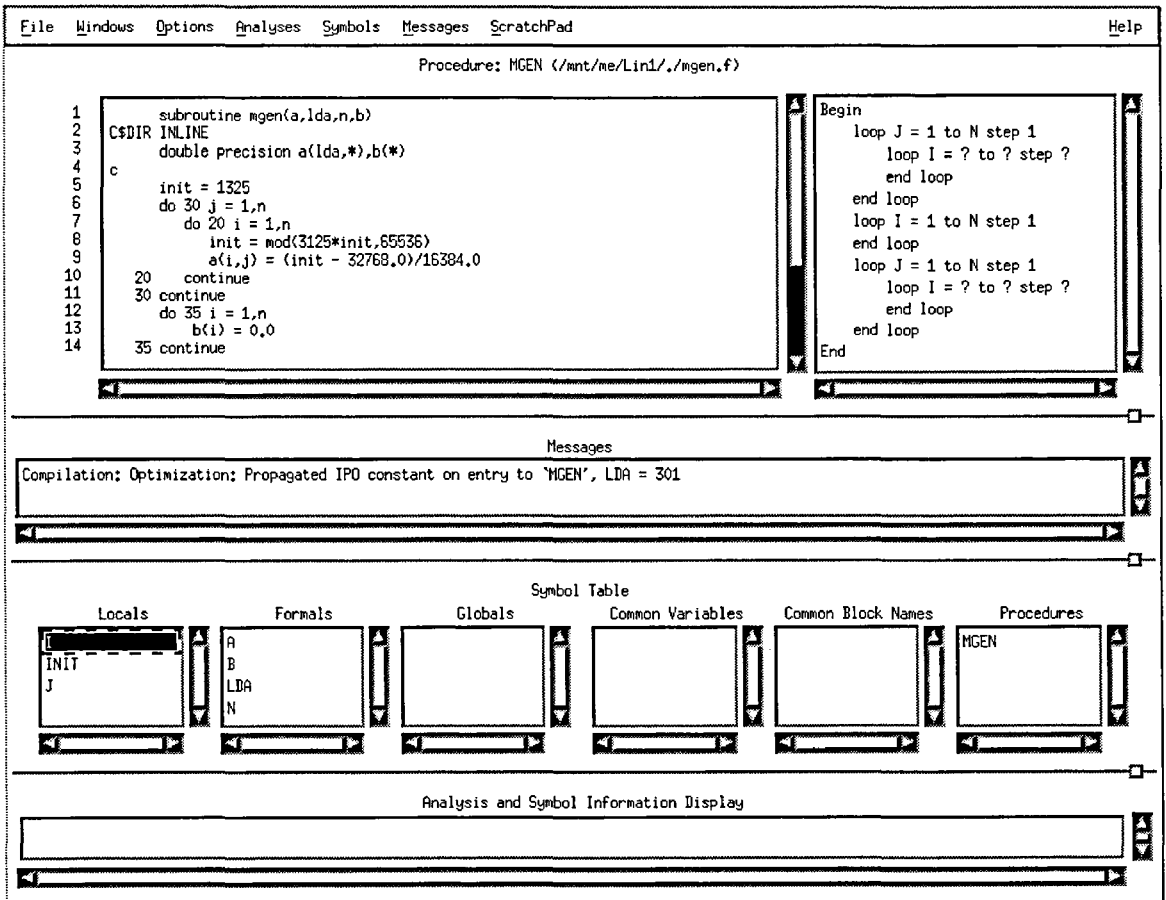 File Windows Options Analyses Symbols Messages ScratchPad Help
Procedure: MGEN (/mnt/me/Lin1/./mgen.f)
1 subroutine mgen(a,lda,n,b)
2 C$DIR INLINE
3 double precision a(lda,*),b(*)
4 c
5 init = 1325
6 do 30 j = 1,n
7 do 20 i = 1,n
8 init = mod(3125*init,65536)
9 a(i,j) = (init - 32768.0)/16384.0
10 20 continue
11 30 continue
12 do 35 i = 1,n
13 b(i) = 0.0
14 35 continue
Begin
loop J = 1 to N step 1
loop I = ? to ? step ?
end loop
end loop
loop I = 1 to N step 1
end loop
loop J = 1 to N step 1
loop I = ? to ? step ?
end loop
end loop
End
Messages
Compilation: Optimization: Propagated IPO constant on entry to `MGEN', LDA = 301
Symbol Table
Locals Formals Globals Common Variables Common Block Names Procedures
I
INIT
J
A
B
LDA
N
MGEN
Analysis and Symbol Information Display